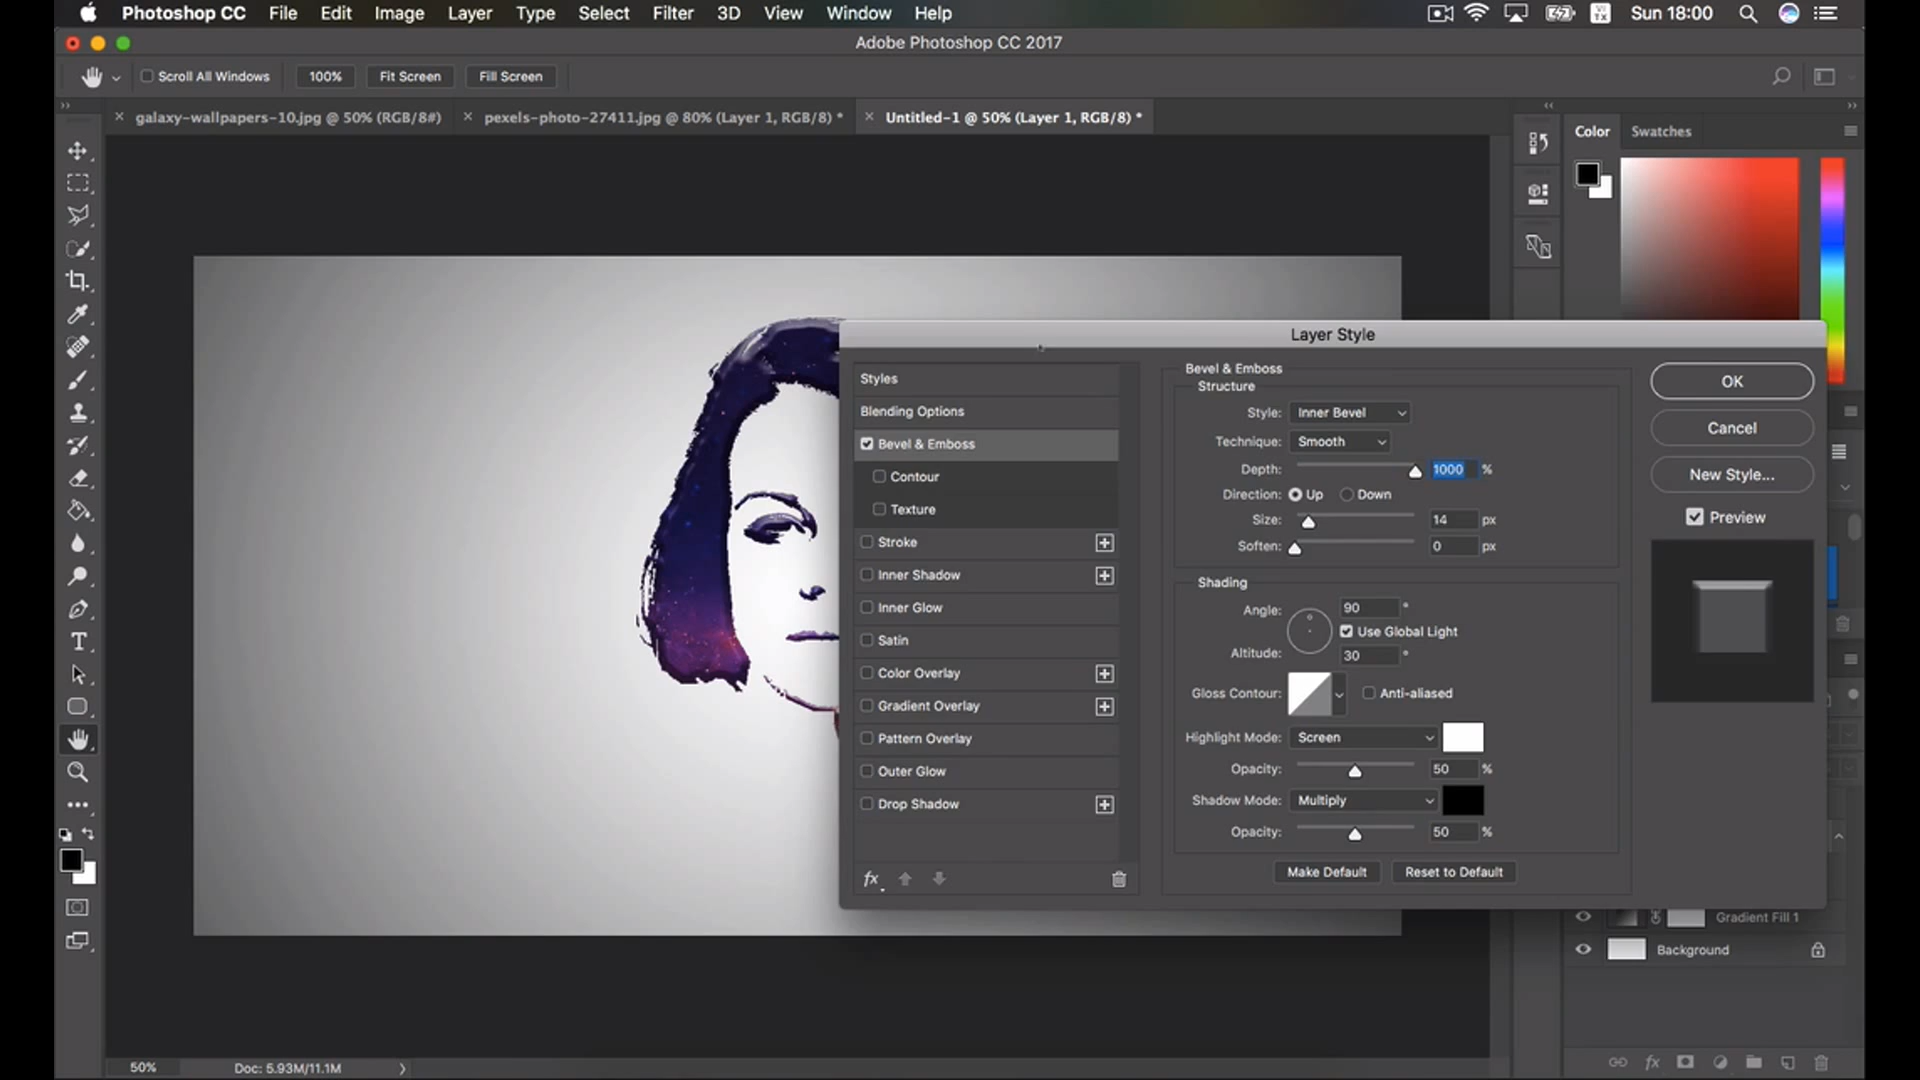 Photoshop CC File Edit Image Layer Type Select Filter 3D View Window Help Sun 18:00
Adobe Photoshop CC 2017
Scroll All Windows 100% Fit Screen Fill Screen
galaxy-wallpapers-10.jpg @ 50% (RGB/8#) pexels-photo-27411.jpg @ 80% (Layer 1, RGB/8) * Untitled-1 @ 50% (Layer 1, RGB/8) *
Color Swatches
Layer Style
Styles
Blending Options
Bevel & Emboss
Contour
Texture
Stroke
Inner Shadow
Inner Glow
Satin
Color Overlay
Gradient Overlay
Pattern Overlay
Outer Glow
Drop Shadow
fx
Bevel & Emboss
Structure
Style: Inner Bevel
Technique: Smooth
Depth: 1000 %
Direction: Up Down
Size: 14 px
Soften: 0 px
Shading
Angle: 90 °
Use Global Light
Altitude: 30 °
Gloss Contour: Anti-aliased
Highlight Mode: Screen
Opacity: 50 %
Shadow Mode: Multiply
Opacity: 50 %
Make Default Reset to Default
OK
Cancel
New Style...
Preview
Gradient Fill 1
Background
50% Doc: 5.93M/11.1M
fx